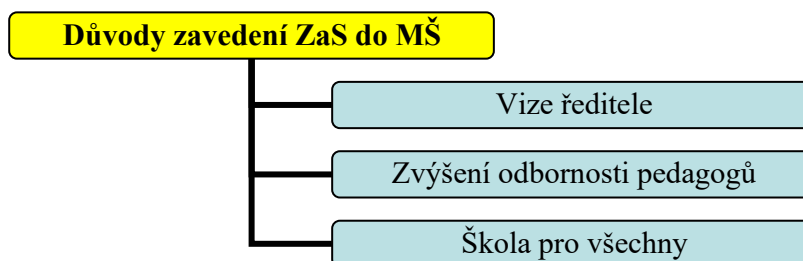 Důvody zavedení ZaS do MŠ
Vize ředitele
Zvýšení odbornosti pedagogů
Škola pro všechny